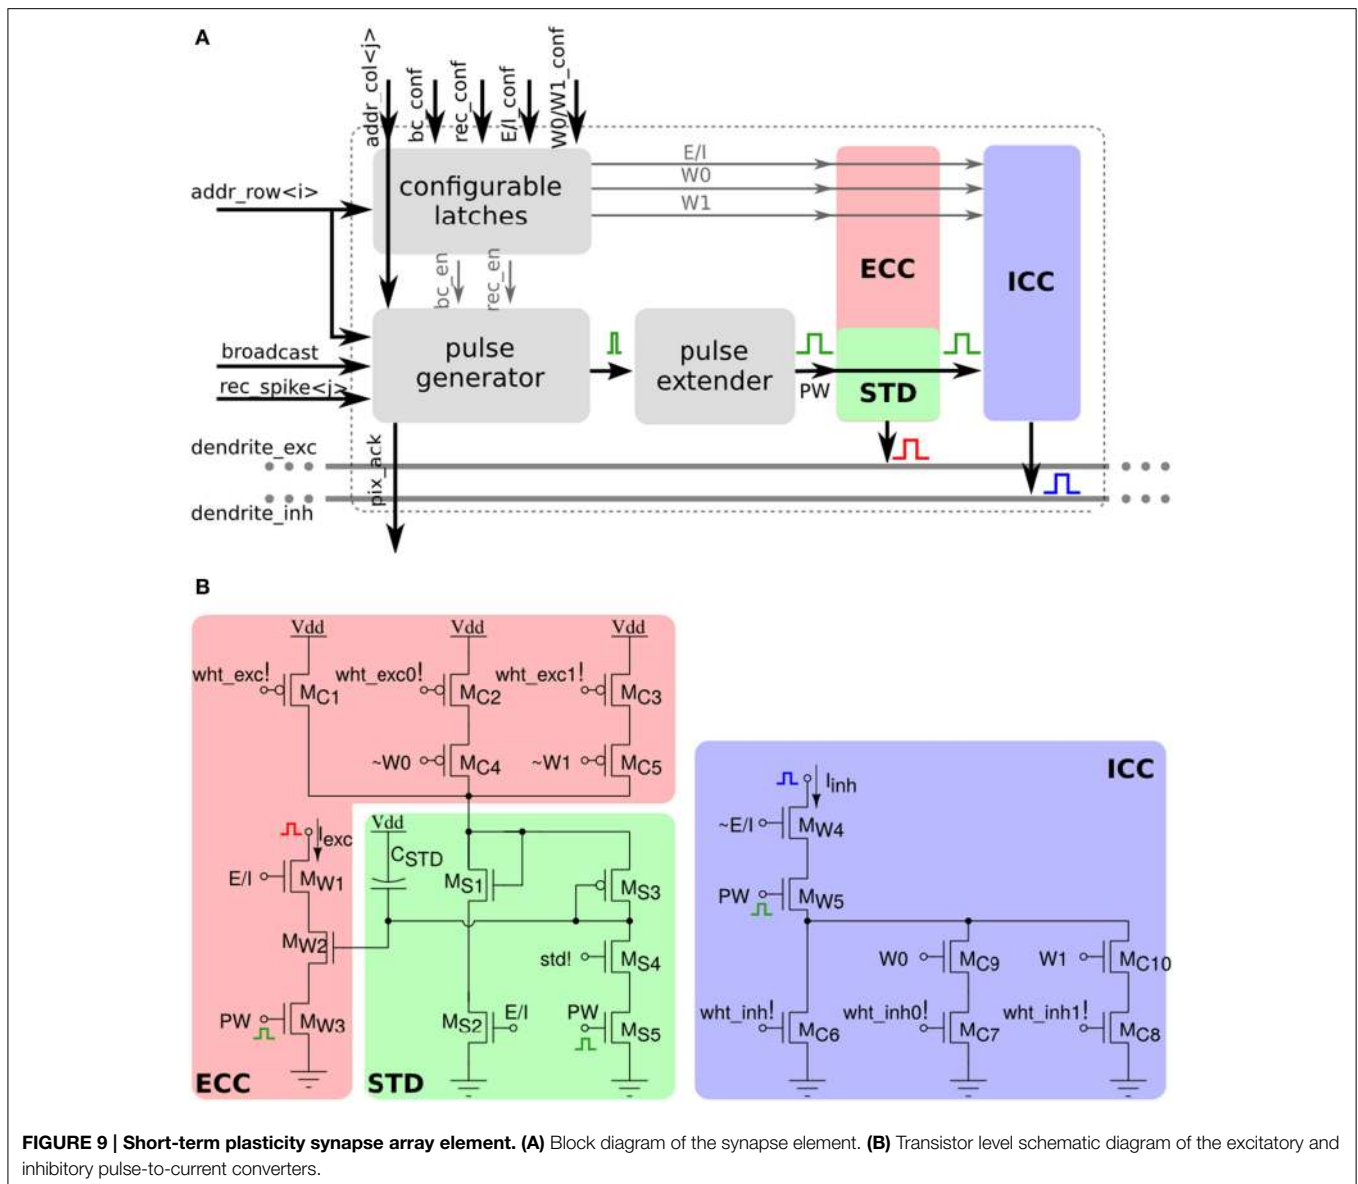 A
addr_col<j>
bc_conf
rec_conf
E/I_conf
W0/W1_conf
addr_row<i>
configurable
latches
E/I
W0
W1
ECC
ICC
bc_en
rec_en
broadcast
rec_spike<j>
pulse
generator
pulse
extender
PW
STD
dendrite_exc
pix_ack
dendrite_inh
B
Vdd
Vdd
Vdd
wht_exc!
MC1
wht_exc0!
MC2
wht_exc1!
MC3
~W0
MC4
~W1
MC5
ICC
Iinh
~E/I
MW4
Iexc
Vdd
CSTD
E/I
MW1
MS1
MS3
PW
MW5
MW2
std!
MS4
W0
MC9
W1
MC10
PW
MW3
MS2
E/I
PW
MS5
wht_inh!
MC6
wht_inh0!
MC7
wht_inh1!
MC8
ECC
STD
FIGURE 9 | Short-term plasticity synapse array element. (A) Block diagram of the synapse element. (B) Transistor level schematic diagram of the excitatory and
inhibitory pulse-to-current converters.